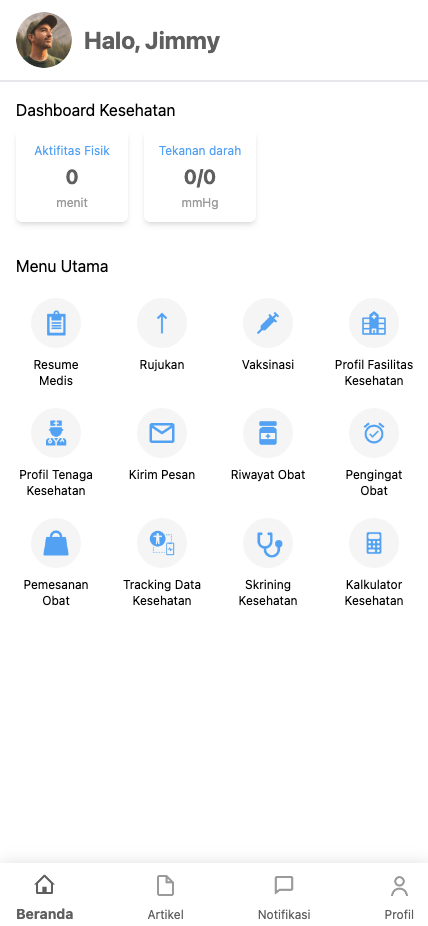 Halo, Jimmy
Dashboard Kesehatan
Aktifitas Fisik
0
menit
Tekanan darah
0/0
mmHg
Menu Utama
Resume
Medis
Rujukan
Vaksinasi
Profil Fasilitas
Kesehatan
Profil Tenaga
Kesehatan
Kirim Pesan
Riwayat Obat
Pengingat
Obat
Pemesanan
Obat
Tracking Data
Kesehatan
Skrining
Kesehatan
Kalkulator
Kesehatan
Beranda
Artikel
Notifikasi
Profil